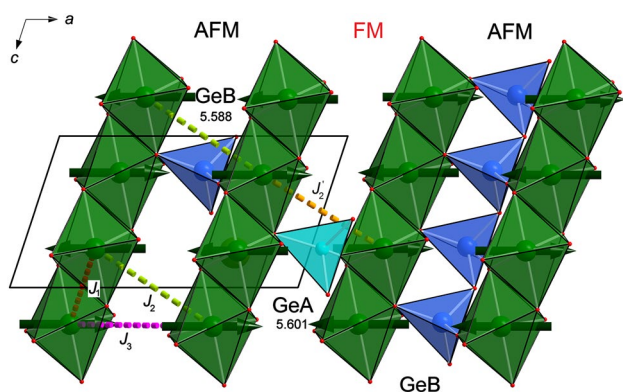 a
c
AFM
FM
AFM
GeB
5.588
J₂'
J₁
J₂
J₃
GeA
5.601
GeB